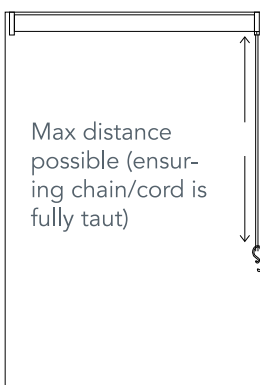 Max distance
possible (ensur-
ing chain/cord is
fully taut)